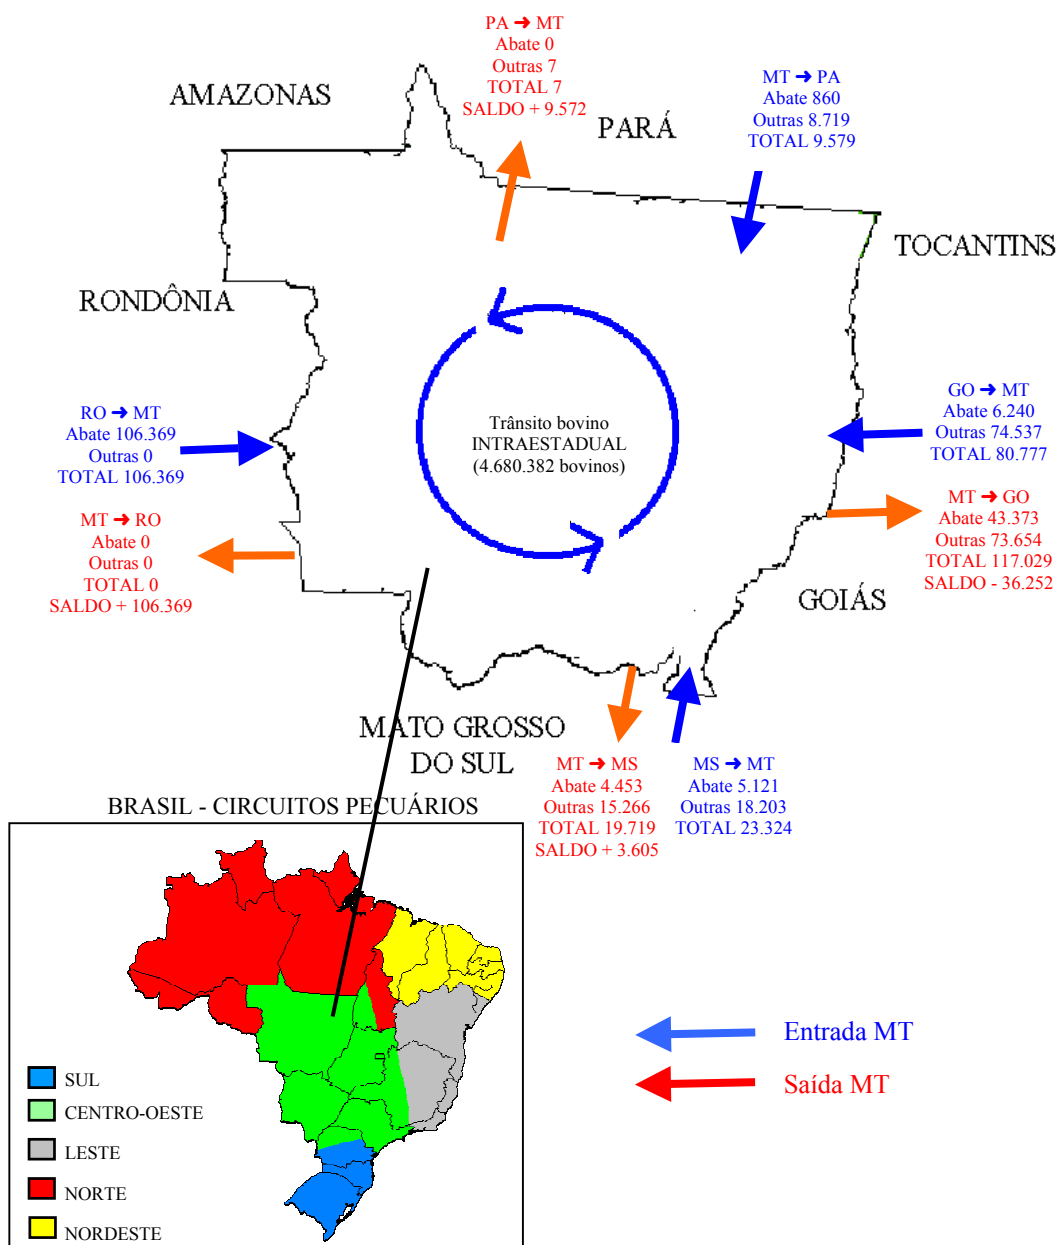 PA ➜ MT
Abate 0
Outras 7
TOTAL 7
SALDO + 9.572
MT ➜ PA
Abate 860
Outras 8.719
TOTAL 9.579
AMAZONAS
PARÁ
TOCANTINS
RONDÔNIA
RO ➜ MT
Abate 106.369
Outras 0
TOTAL 106.369
MT ➜ RO
Abate 0
Outras 0
TOTAL 0
SALDO + 106.369
Trânsito bovino
INTRAESTADUAL
(4.680.382 bovinos)
GO ➜ MT
Abate 6.240
Outras 74.537
TOTAL 80.777
MT ➜ GO
Abate 43.373
Outras 73.654
TOTAL 117.029
SALDO - 36.252
GOIÁS
MATO GROSSO
DO SUL
MT ➜ MS
Abate 4.453
Outras 15.266
TOTAL 19.719
SALDO + 3.605
MS ➜ MT
Abate 5.121
Outras 18.203
TOTAL 23.324
BRASIL - CIRCUITOS PECUÁRIOS
SUL
CENTRO-OESTE
LESTE
NORTE
NORDESTE
Entrada MT
Saída MT